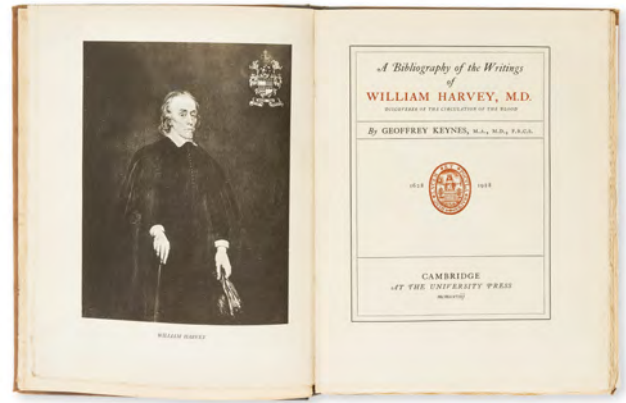 WILLIAM HARVEY
A Bibliography of the Writings
of
WILLIAM HARVEY, M.D.
DISCOVERER OF THE CIRCULATION OF THE BLOOD
By GEOFFREY KEYNES, M.A., M.D., F.R.C.S.
1628 1928
CAMBRIDGE
AT THE UNIVERSITY PRESS